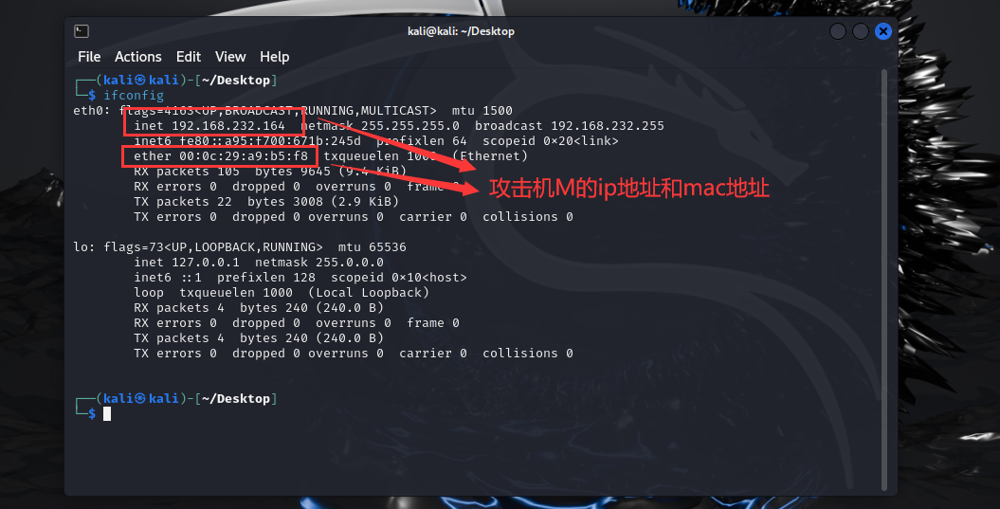 kali@kali: ~/Desktop
File Actions Edit View Help
┌──(kali㉿kali)-[~/Desktop]
└─$ ifconfig
eth0: flags=4163<UP,BROADCAST,RUNNING,MULTICAST>  mtu 1500
inet 192.168.232.164  netmask 255.255.255.0  broadcast 192.168.232.255
inet6 fe80::a95:f700:671b:245d  prefixlen 64  scopeid 0×20<link>
ether 00:0c:29:a9:b5:f8  txqueuelen 1000  (Ethernet)
RX packets 105  bytes 9645 (9.4 KiB)
RX errors 0  dropped 0  overruns 0  frame 0
攻击机M的ip地址和mac地址
TX packets 22  bytes 3008 (2.9 KiB)
TX errors 0  dropped 0 overruns 0  carrier 0  collisions 0
lo: flags=73<UP,LOOPBACK,RUNNING>  mtu 65536
inet 127.0.0.1  netmask 255.0.0.0
inet6 ::1  prefixlen 128  scopeid 0×10<host>
loop  txqueuelen 1000  (Local Loopback)
RX packets 4  bytes 240 (240.0 B)
RX errors 0  dropped 0  overruns 0  frame 0
TX packets 4  bytes 240 (240.0 B)
TX errors 0  dropped 0 overruns 0  carrier 0  collisions 0
┌──(kali㉿kali)-[~/Desktop]
└─$